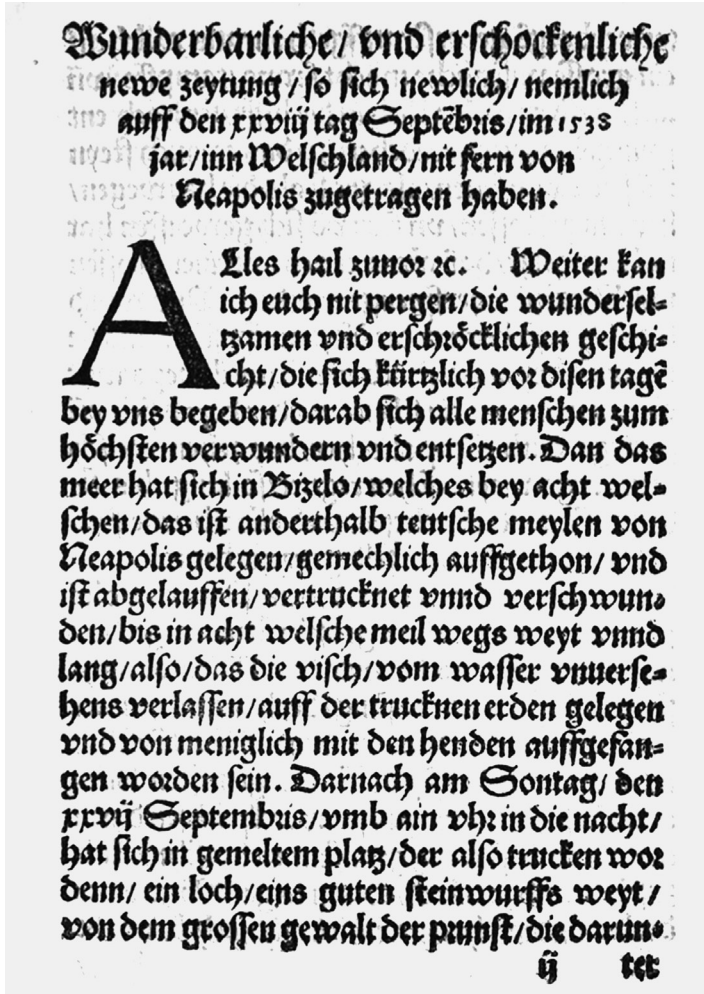 Wunderbarliche/ vnd erschockenliche
newe zeytung/so sich newlich/ nemlich
auff den xxviij tag Septẽbris/im 1538
jar/inn Welschland/nit fern von
Neapolis zugetragen haben.
ALles hail zuuor ꝛc. Weiter kan
ich euch nit pergen/die wundersel⸗
tzamen vnd erschröcklichen geschi⸗
cht/die sich kürtzlich vor disen tagẽ
bey vns begeben/darab sich alle menschen zum
höchsten verwundern vnd entsetzen. Dan das
meer hat sich in Bizelo/welches bey acht wel⸗
schen/das ist anderthalb teutsche meylen von
Neapolis gelegen/gemechlich auffgethon/ vnd
ist abgelauffen/vertrucknet vnnd verschwun⸗
den/bis in acht welsche meil wegs weyt vnnd
lang/also/das die visch/vom wasser vnuerse⸗
hens verlassen/auff der trucknen erden gelegen
vnd von meniglich mit den henden auffgefan⸗
gen worden sein. Darnach am Sontag/ den
xxvij Septembris/vmb ain vhr in die nacht/
hat sich in gemeltem platz/der also trucken wor
denn/ ein loch/eins guten steinwurffs weyt/
von dem grossen gewalt der prunst/die darun⸗
ij ter